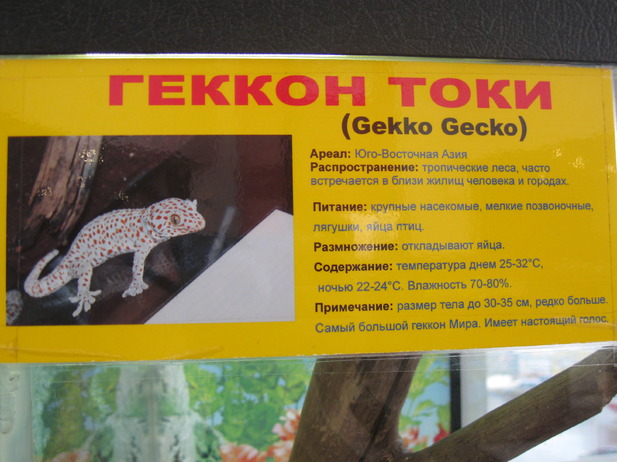 ГЕККОН ТОКИ
(Gekko Gecko)
Ареал: Юго-Восточная Азия
Распространение: тропические леса, часто
встречается в близи жилищ человека и городах.
Питание: крупные насекомые, мелкие позвоночные,
лягушки, яйца птиц.
Размножение: откладывают яйца.
Содержание: температура днем 25-32°С,
ночью 22-24°С. Влажность 70-80%.
Примечание: размер тела до 30-35 см, редко больше.
Самый большой геккон Мира. Имеет настоящий голос.